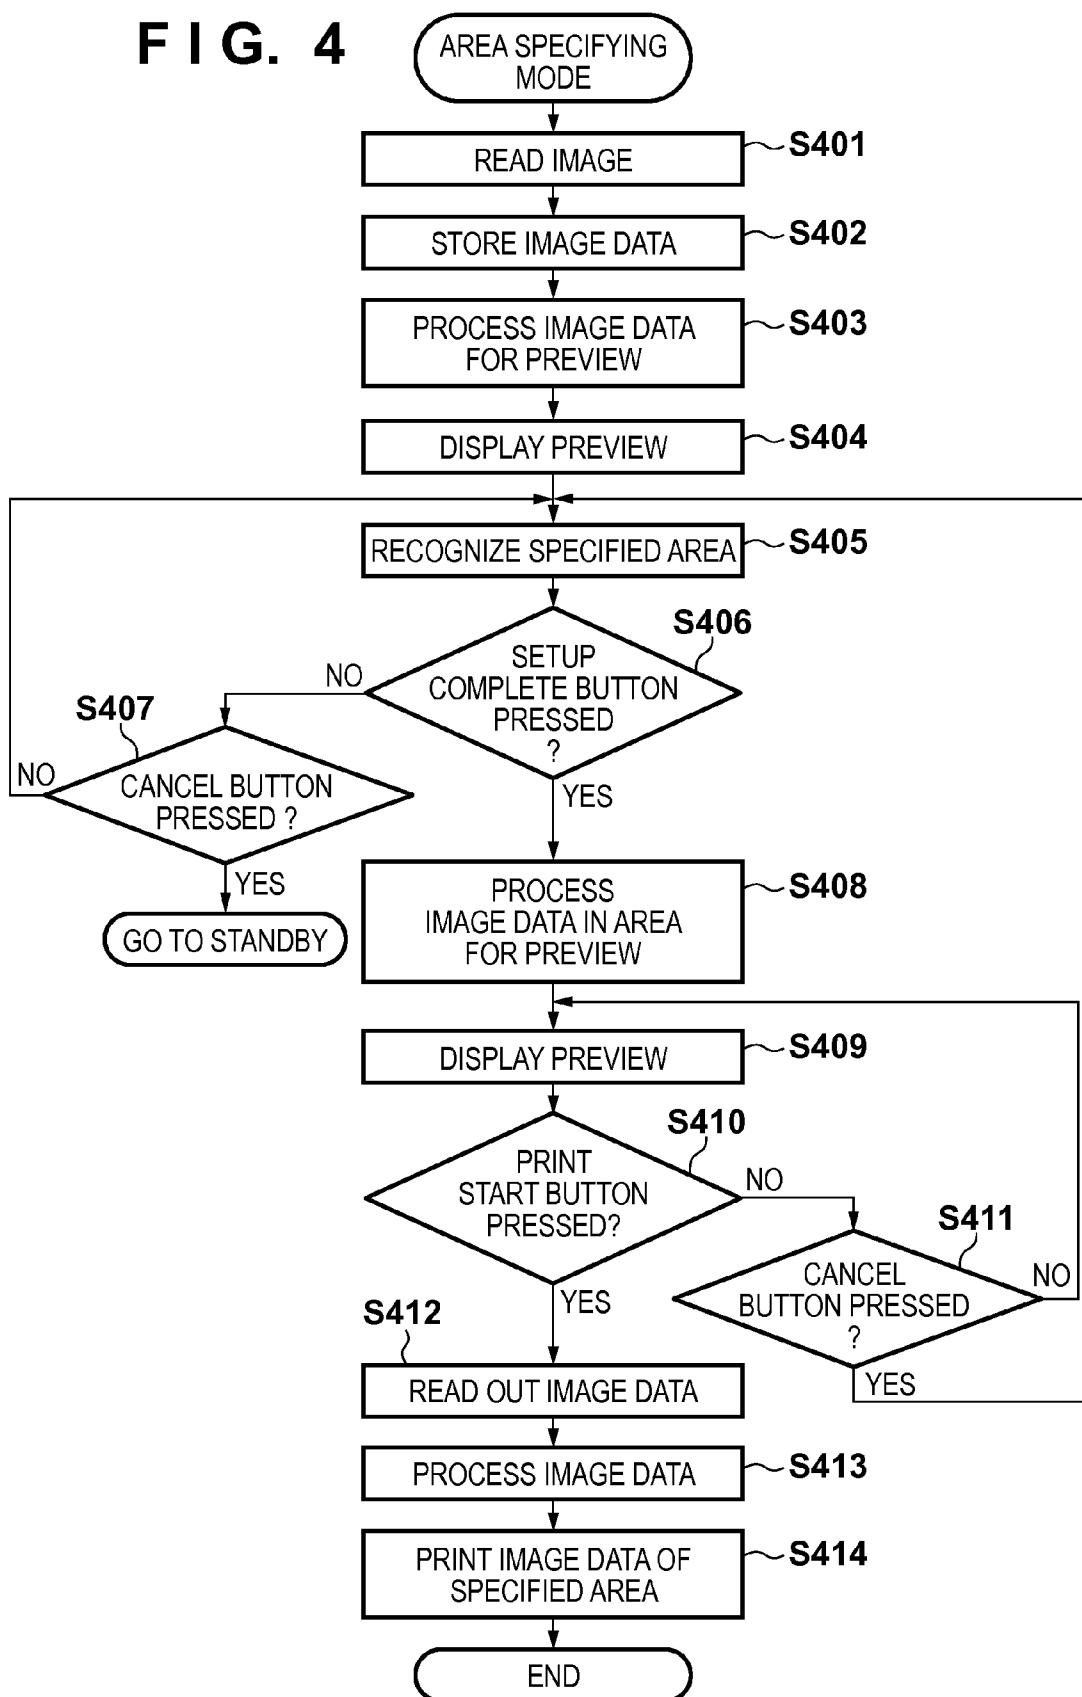 FIG. 4
AREA SPECIFYING
MODE
READ IMAGE
S401
STORE IMAGE DATA
S402
PROCESS IMAGE DATA
FOR PREVIEW
S403
DISPLAY PREVIEW
S404
RECOGNIZE SPECIFIED AREA
S405
S406
SETUP
COMPLETE BUTTON
PRESSED
?
NO
YES
S407
CANCEL BUTTON
PRESSED ?
NO
YES
GO TO STANDBY
PROCESS
IMAGE DATA IN AREA
FOR PREVIEW
S408
DISPLAY PREVIEW
S409
S410
PRINT
START BUTTON
PRESSED?
NO
YES
S411
CANCEL
BUTTON PRESSED
?
NO
YES
S412
READ OUT IMAGE DATA
PROCESS IMAGE DATA
S413
PRINT IMAGE DATA OF
SPECIFIED AREA
S414
END